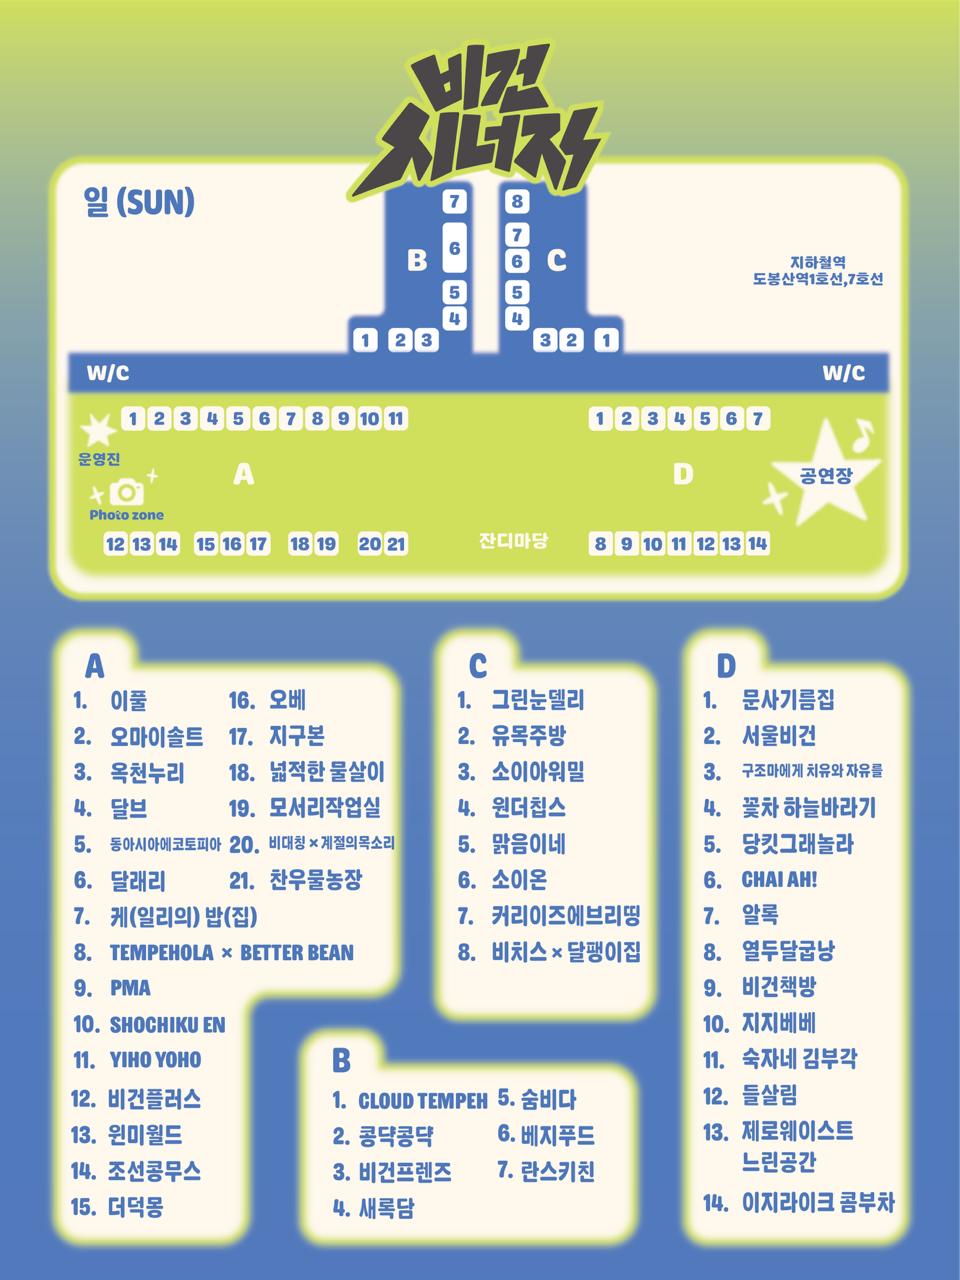 비건
시너지
일 (SUN)
7
6
5
4
B
1 2 3
8
7
6
5
4
C
3 2 1
지하철역
도봉산역1호선,7호선
W/C
W/C
1 2 3 4 5 6 7 8 9 10 11
1 2 3 4 5 6 7
운영진
A
D
공연장
Photo zone
12 13 14 15 16 17 18 19 20 21
잔디마당
8 9 10 11 12 13 14
A
1. 이풀
2. 오마이솔트
3. 옥천누리
4. 달브
5. 동아시아에코토피아
6. 달래리
7. 케(일리의) 밥(집)
8. TEMPEHOLA × BETTER BEAN
9. PMA
10. SHOCHIKU EN
11. YIHO YOHO
12. 비건플러스
13. 윈미월드
14. 조선콩무스
15. 더덕몽
16. 오베
17. 지구본
18. 넓적한 물살이
19. 모서리작업실
20. 비대칭 × 계절의목소리
21. 찬우물농장
B
1. CLOUD TEMPEH
2. 콩댝콩댝
3. 비건프렌즈
4. 새록담
5. 숨비다
6. 베지푸드
7. 란스키친
C
1. 그린눈델리
2. 유목주방
3. 소이아워밀
4. 원더칩스
5. 맑음이네
6. 소이온
7. 커리이즈에브리띵
8. 비치스 × 달팽이집
D
1. 문사기름집
2. 서울비건
3. 구조마에게 치유와 자유를
4. 꽃차 하늘바라기
5. 당킷그래놀라
6. CHAI AH!
7. 알록
8. 열두달굽낭
9. 비건책방
10. 지지베베
11. 숙자네 김부각
12. 들살림
13. 제로웨이스트
느린공간
14. 이지라이크 콤부차